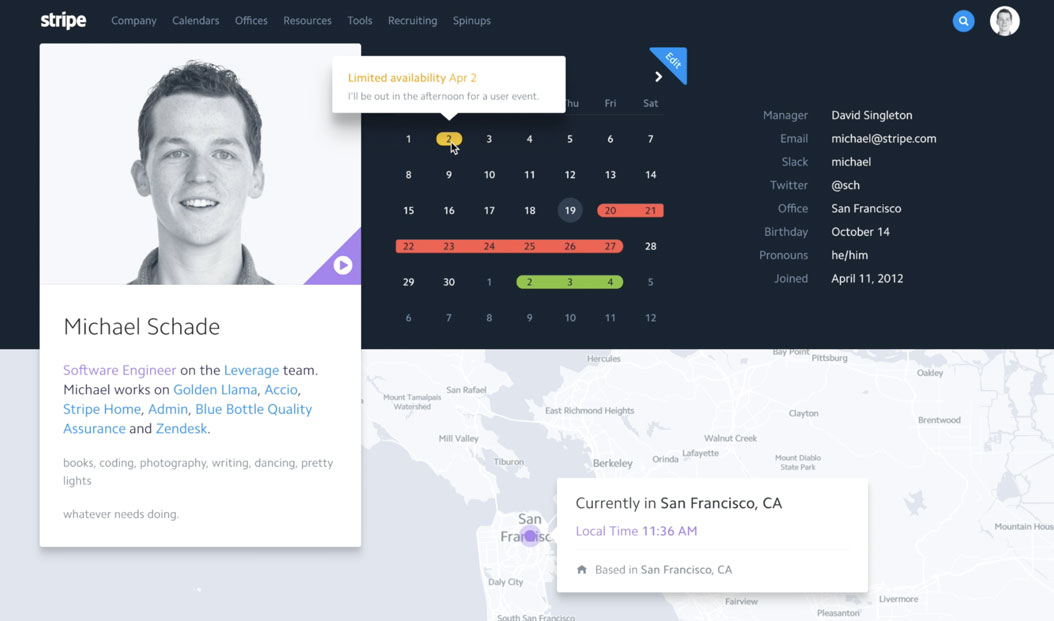 stripe
Company Calendars Offices Resources Tools Recruiting Spinups
Edit
Limited availability Apr 2
I'll be out in the afternoon for a user event.
Fri Sat
1 2 3 4 5 6 7
8 9 10 11 12 13 14
15 16 17 18 19 20 21
22 23 24 25 26 27 28
29 30 1 2 3 4 5
6 7 8 9 10 11 12
Manager David Singleton
Email michael@stripe.com
Slack michael
Twitter @sch
Office San Francisco
Birthday October 14
Pronouns he/him
Joined April 11, 2012
Michael Schade
Software Engineer on the Leverage team.
Michael works on Golden Llama, Accio,
Stripe Home, Admin, Blue Bottle Quality
Assurance and Zendesk.
books, coding, photography, writing, dancing, pretty
lights
whatever needs doing.
Hercules
Bay Point
Pittsburg
Oakley
San Rafael
Mount Tamalpais
Watershed
East Richmond Heights
Clayton
Brentwood
Mill Valley
Walnut Creek
Tiburon
Berkeley
Orinda
Lafayette
Mount Diablo
State Park
San
Daly City
South San Francisco
Mountain Hous
Livermore
Fairview
Pleasanton
Currently in San Francisco, CA
Local Time 11:36 AM
Based in San Francisco, CA